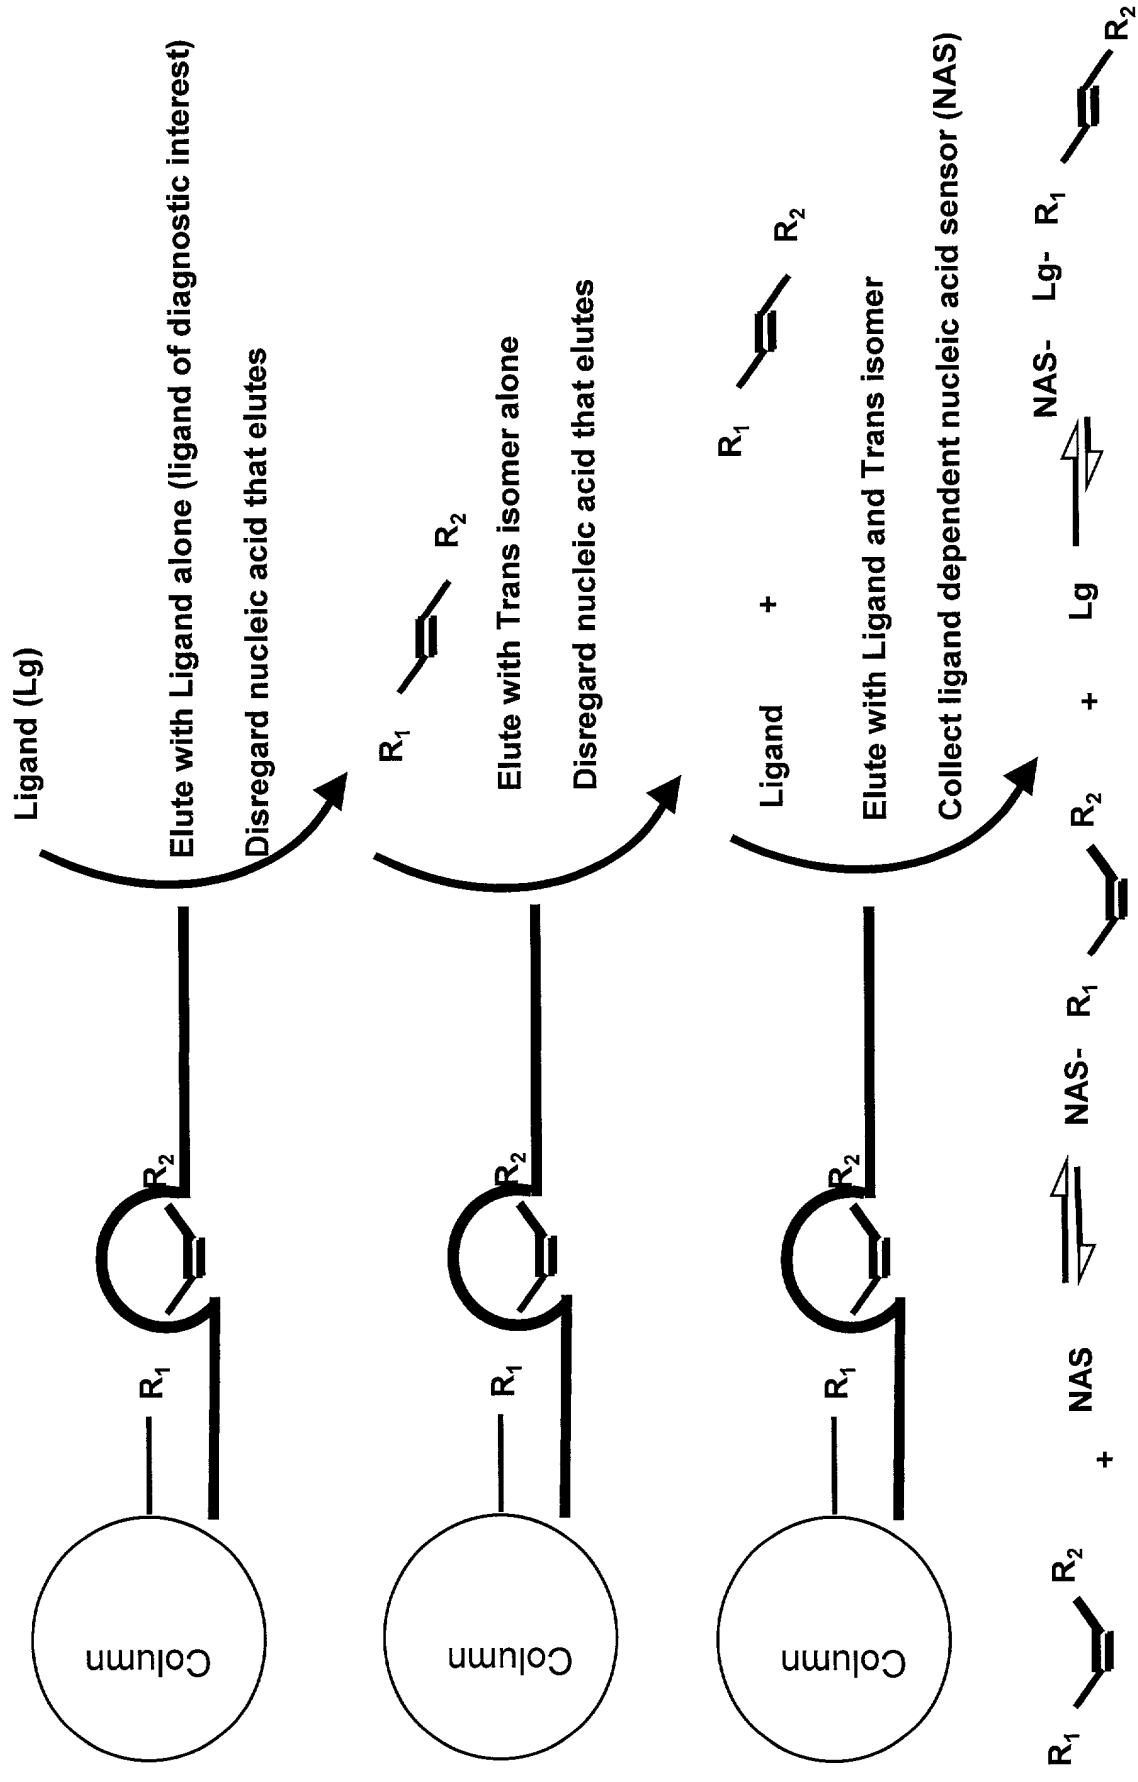 Ligand (Lg)
Column
R1
R2
Elute with Ligand alone (ligand of diagnostic interest)
Disregard nucleic acid that elutes
R1
R2
Column
R1
R2
Elute with Trans isomer alone
Disregard nucleic acid that elutes
Ligand + R1 R2
Column
R1
R2
Elute with Ligand and Trans isomer
Collect ligand dependent nucleic acid sensor (NAS)
R1 R2 + NAS NAS- R1 R2 + Lg NAS- Lg- R1 R2